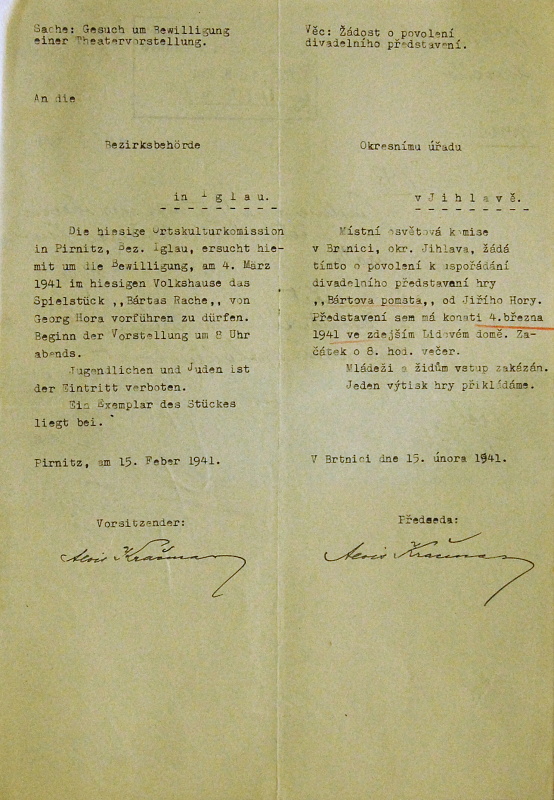 Sache: Gesuch um Bewilligung
einer Theatervorstellung.
An die
Bezirksbehörde
in Iglau.
Die hiesige Ortskulturkomission
in Pirnitz, Bez. Iglau, ersucht hie-
mit um die Bewilligung, am 4. März
1941 im hiesigen Volkshause das
Spielstück ,,Bártas Rache,, von
Georg Hora vorführen zu dürfen.
Beginn der Vorstellung um 8 Uhr
abends.
Jugendlichen und Juden ist
der Eintritt verboten.
Ein Exemplar des Stückes
liegt bei.
Pirnitz, am 15. Feber 1941.
Vorsitzender:
Alois
Věc: Žádost o povolení
divadelního představení.
Okresnímu úřadu
v Jihlavě.
Místní osvětová komise
v Brtnici, okr. Jihlava, žádá
tímto o povolení k uspořádání
divadelního představení hry
,,Bártova pomsta,, od Jiřího Hory.
Představení sem má konati 4.března
1941 ve zdejším Lidovém domě. Za-
čátek o 8. hod. večer.
Mládeži a židům vstup zakázán.
Jeden výtisk hry přikládáme.
V Brtnici dne 15. února 1941.
Předseda:
Alois